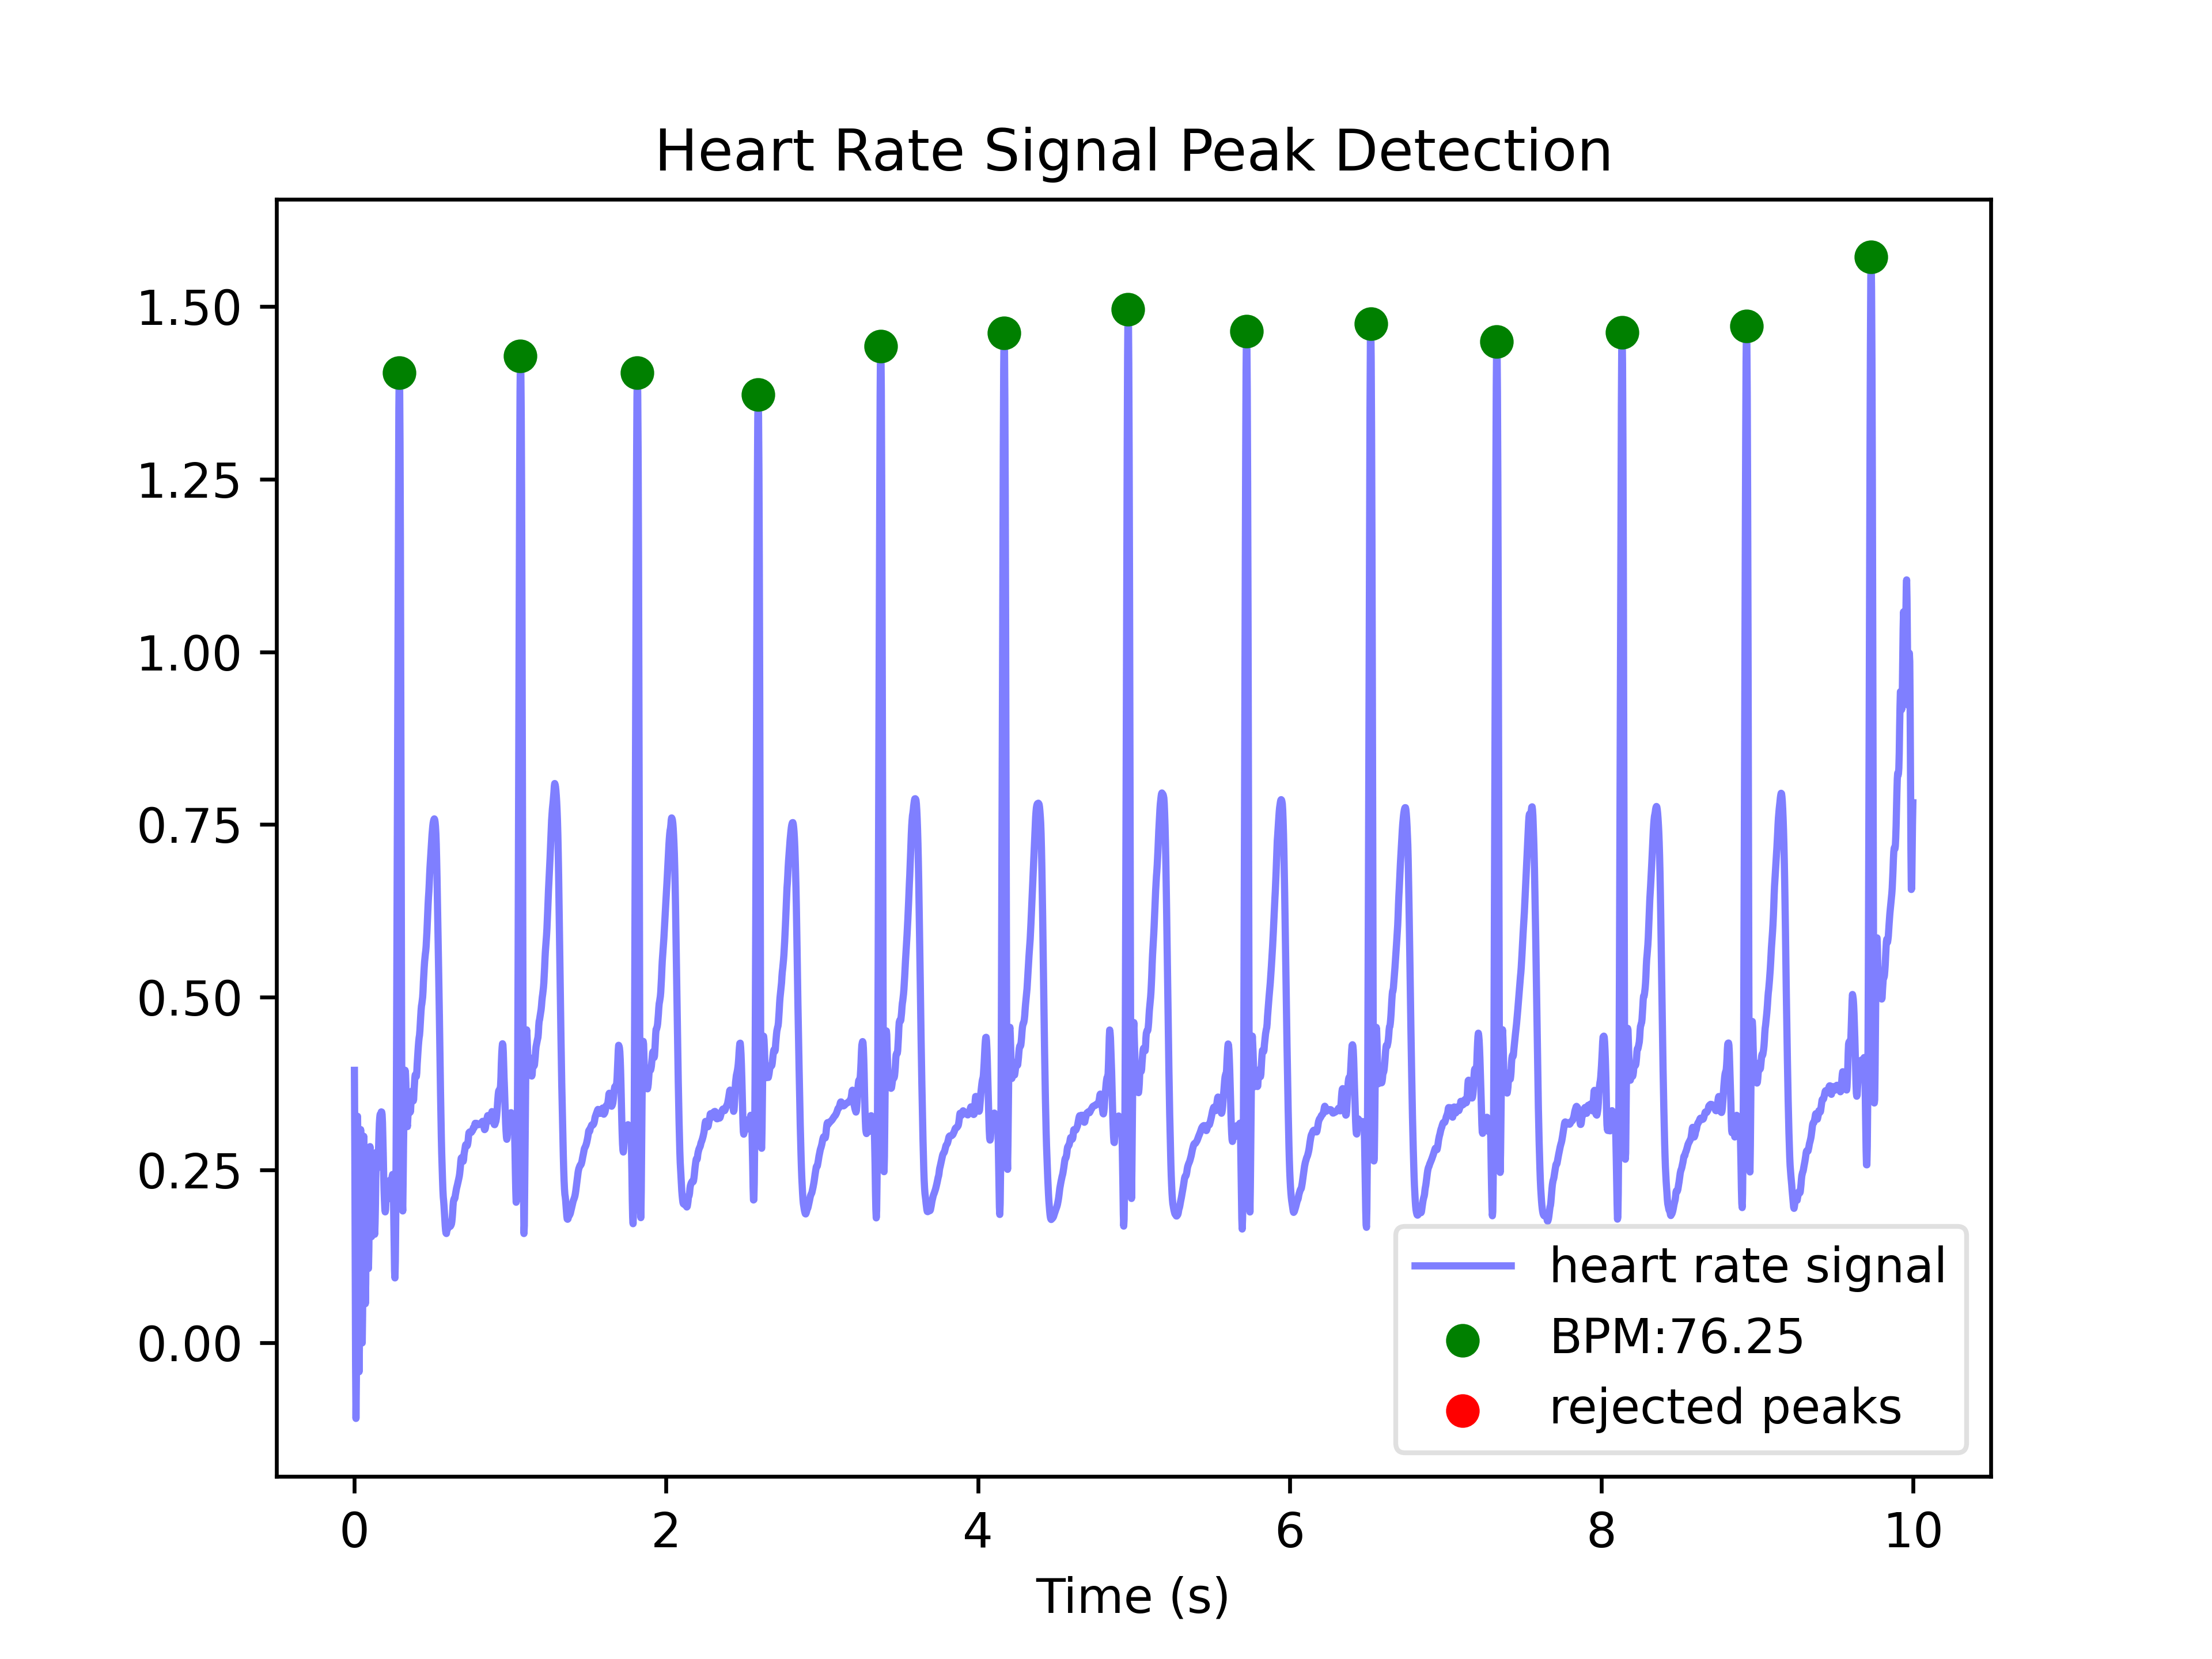 Heart Rate Signal Peak Detection
1.50
1.25
1.00
0.75
0.50
0.25
0.00
heart rate signal
BPM:76.25
rejected peaks
0 2 4 6 8 10
Time (s)